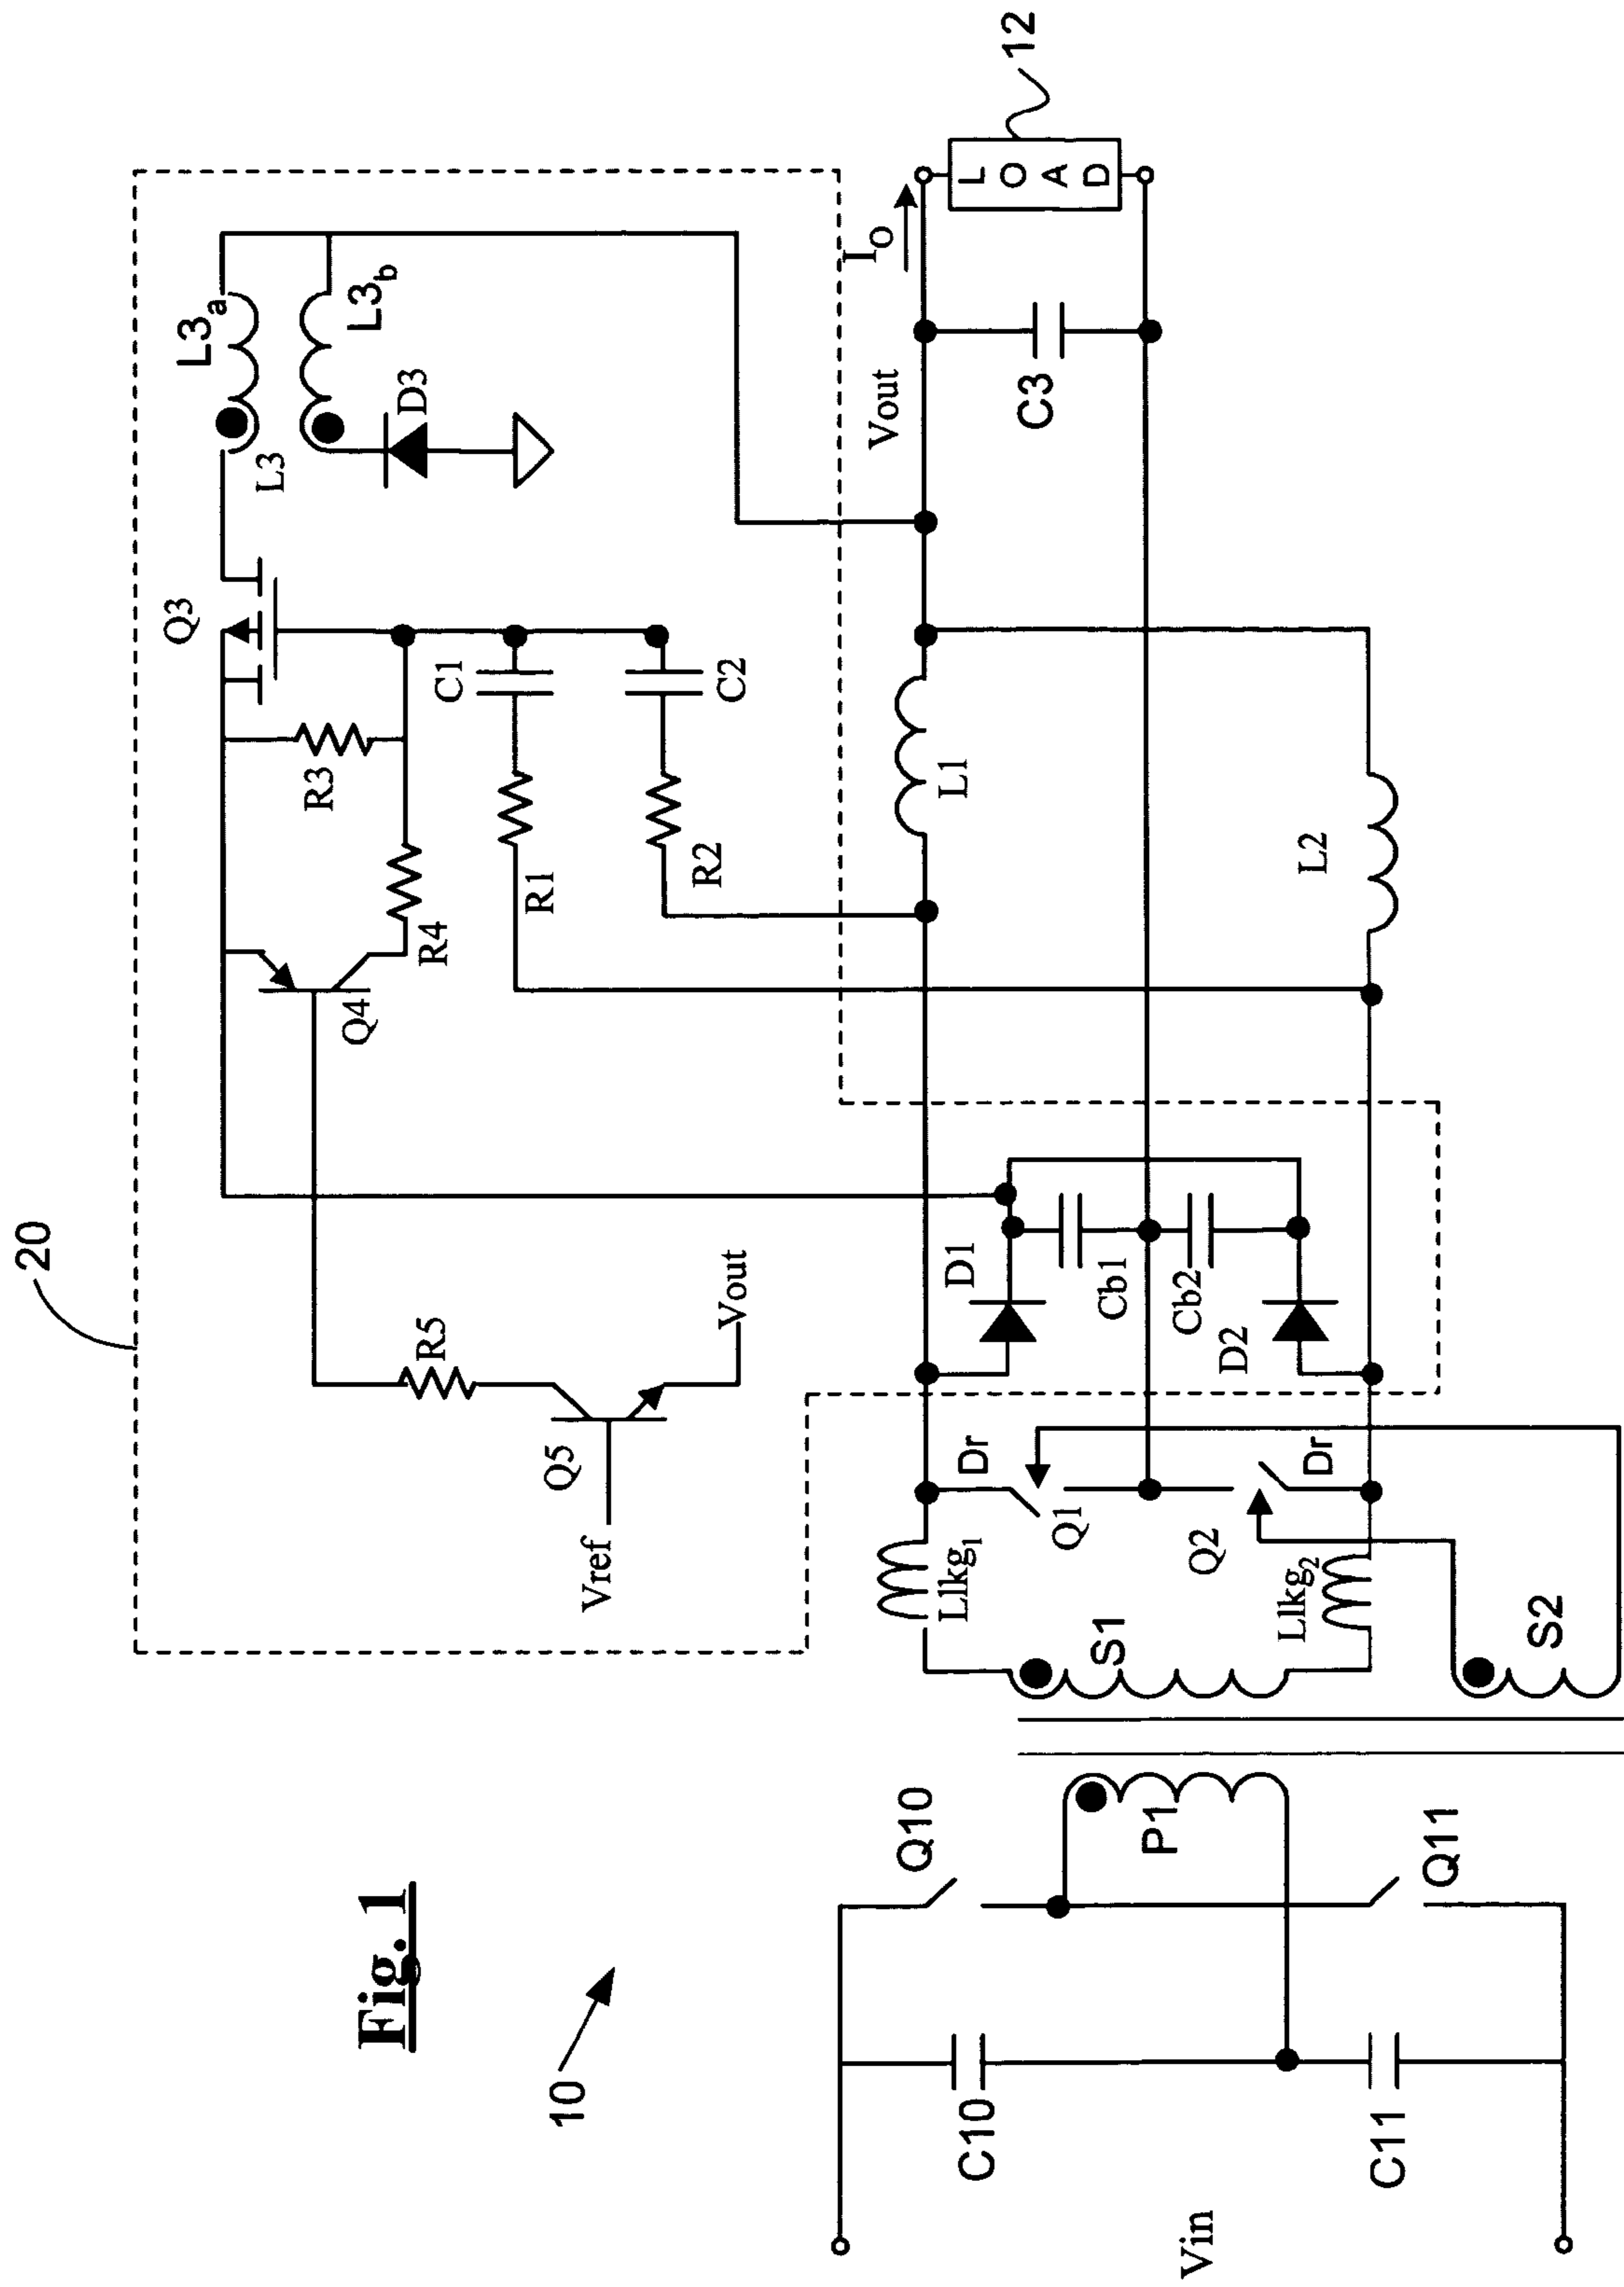 Fig. 1
10
20
Vin
C10
C11
Q10
Q11
P1
S1
S2
Llkg1
Llkg2
Q1
Q2
Dr
Dr
D1
D2
Cb1
Cb2
Vref
Q5
R5
Vout
Q4
R4
R3
R1
R2
C1
C2
Q3
L3
L3a
L3b
D3
L1
L2
Vout
C3
IO
LOAD
12